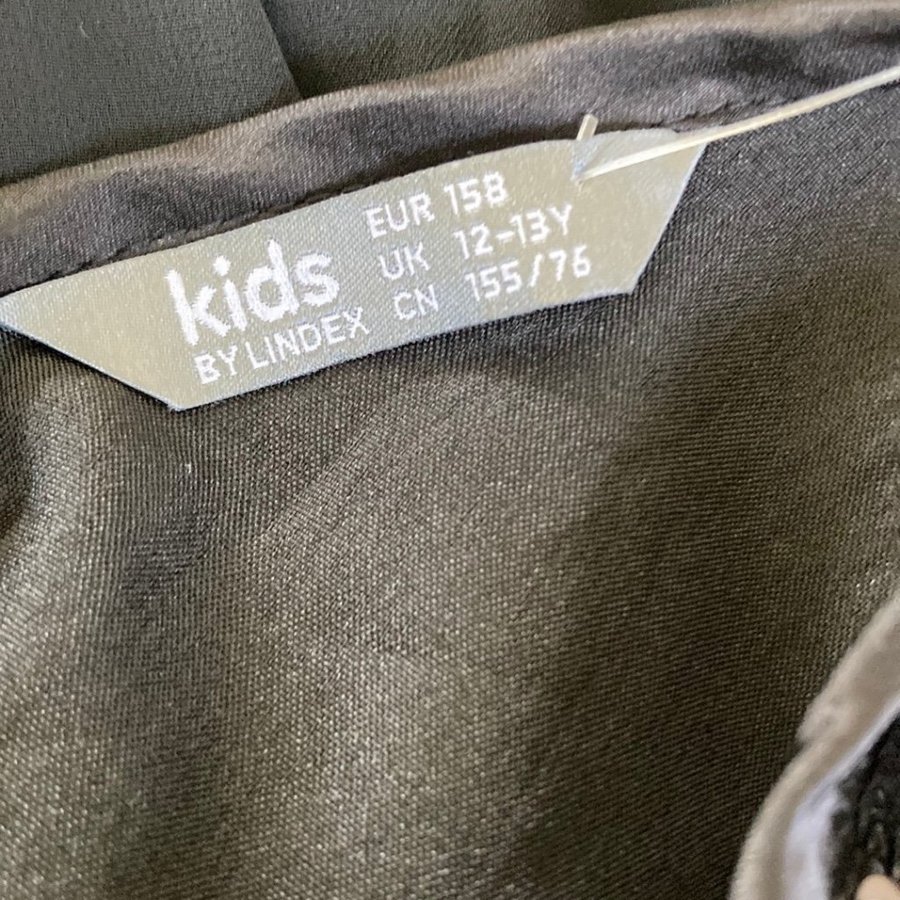 kids
BY LINDEX
EUR 158
UK 12-13Y
CN 155/76